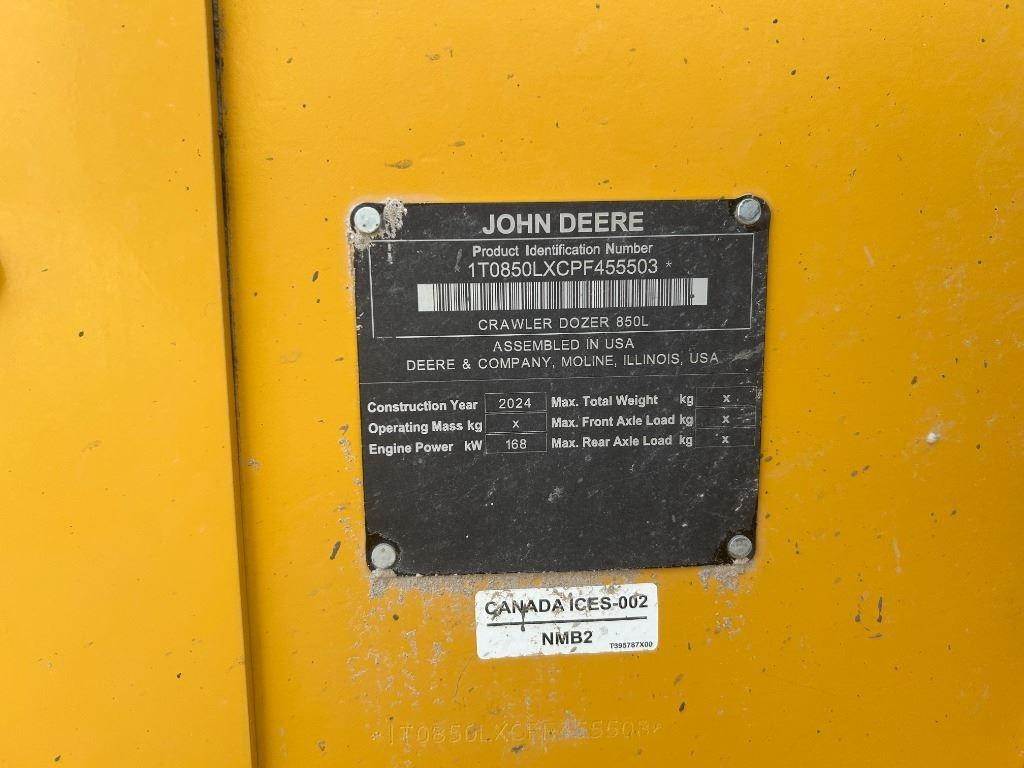 JOHN DEERE
Product Identification Number
* 1T0850LXCPF455503 *
CRAWLER DOZER 850L
ASSEMBLED IN USA
DEERE & COMPANY, MOLINE, ILLINOIS, USA
Construction Year 2024 Max. Total Weight kg x
Operating Mass kg x Max. Front Axle Load kg x
Engine Power kW 168 Max. Rear Axle Load kg x
CANADA ICES-002
NMB2
T395787X00
*1T0850LXCPF455503*